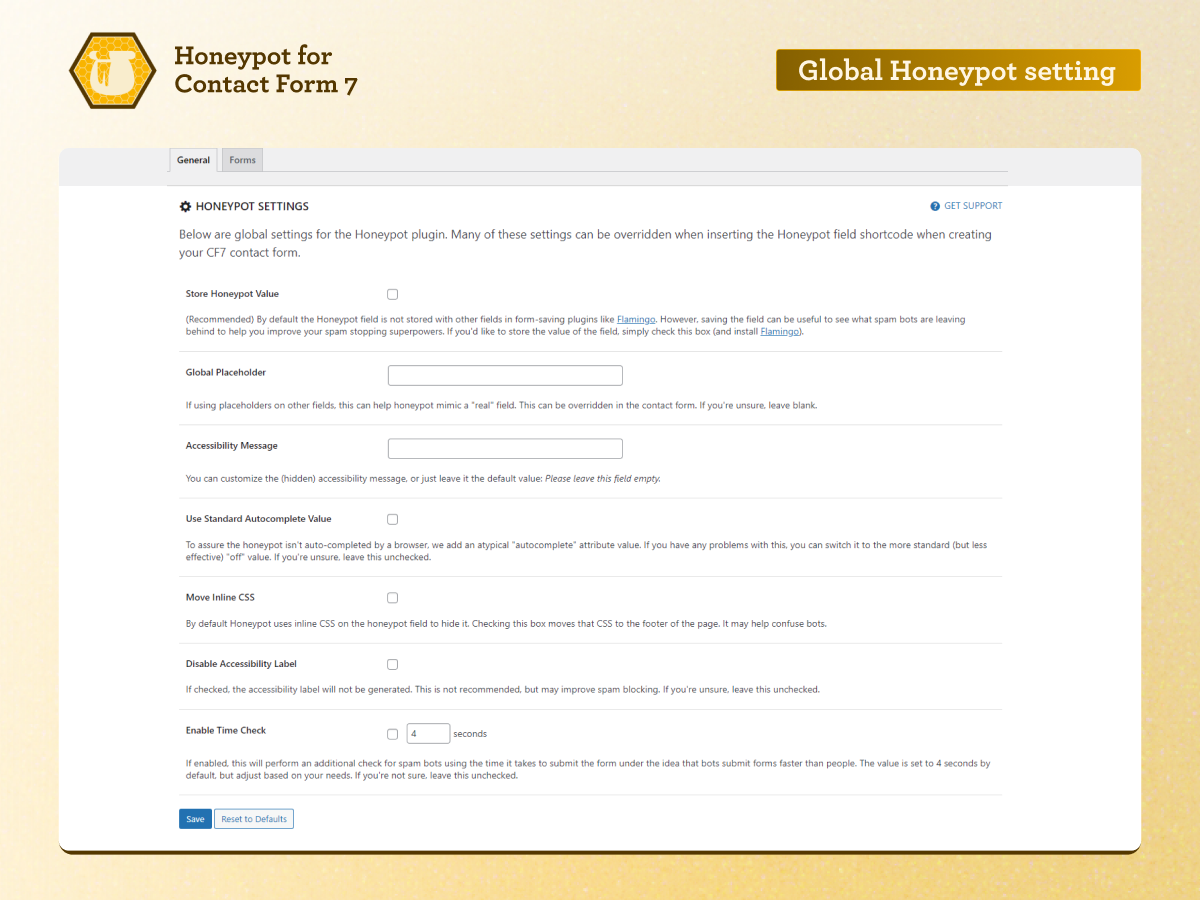 Honeypot for
Contact Form 7
Global Honeypot setting
General
Forms
HONEYPOT SETTINGS
GET SUPPORT
Below are global settings for the Honeypot plugin. Many of these settings can be overridden when inserting the Honeypot field shortcode when creating
your CF7 contact form.
Store Honeypot Value
(Recommended) By default the Honeypot field is not stored with other fields in form-saving plugins like Flamingo. However, saving the field can be useful to see what spam bots are leaving
behind to help you improve your spam stopping superpowers. If you'd like to store the value of the field, simply check this box (and install Flamingo).
Global Placeholder
If using placeholders on other fields, this can help honeypot mimic a "real" field. This can be overridden in the contact form. If you're unsure, leave blank.
Accessibility Message
You can customize the (hidden) accessibility message, or just leave it the default value: Please leave this field empty.
Use Standard Autocomplete Value
To assure the honeypot isn't auto-completed by a browser, we add an atypical "autocomplete" attribute value. If you have any problems with this, you can switch it to the more standard (but less
effective) "off" value. If you're unsure, leave this unchecked.
Move Inline CSS
By default Honeypot uses inline CSS on the honeypot field to hide it. Checking this box moves that CSS to the footer of the page. It may help confuse bots.
Disable Accessibility Label
If checked, the accessibility label will not be generated. This is not recommended, but may improve spam blocking. If you're unsure, leave this unchecked.
Enable Time Check
4 seconds
If enabled, this will perform an additional check for spam bots using the time it takes to submit the form under the idea that bots submit forms faster than people. The value is set to 4 seconds by
default, but adjust based on your needs. If you're not sure, leave this unchecked.
Save
Reset to Defaults